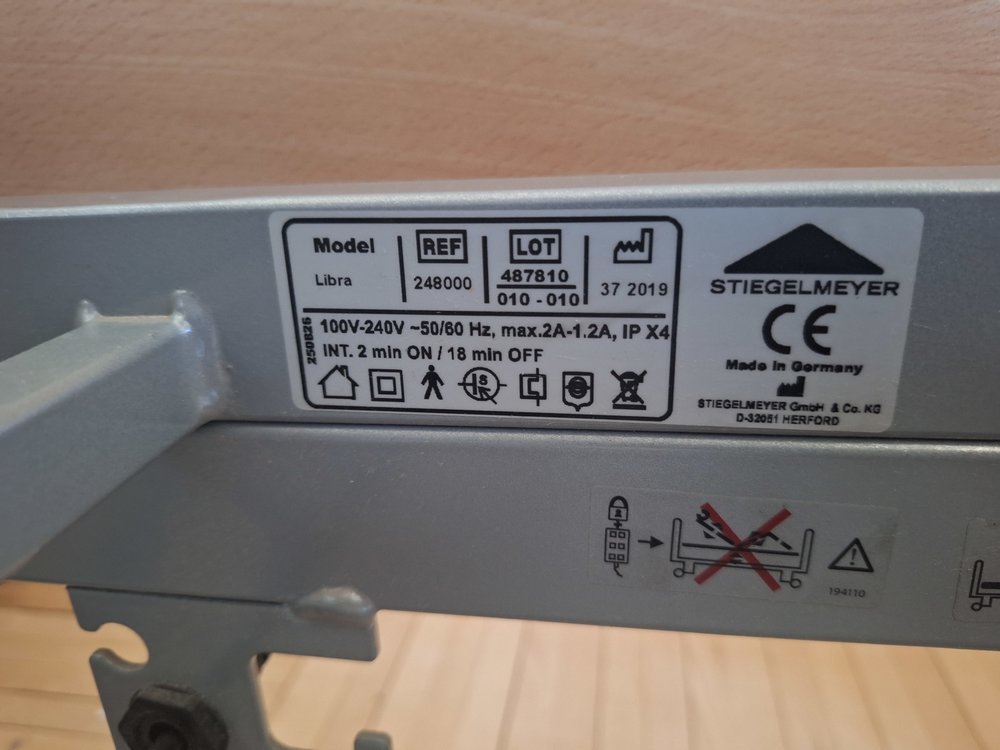 Model
Libra
REF
248000
LOT
487810
010 - 010
37 2019
100V-240V ~50/60 Hz, max.2A-1.2A, IP X4
INT. 2 min ON / 18 min OFF
250826
S
STIEGELMEYER
CE
Made in Germany
STIEGELMEYER GmbH & Co. KG
D-32051 HERFORD
194110